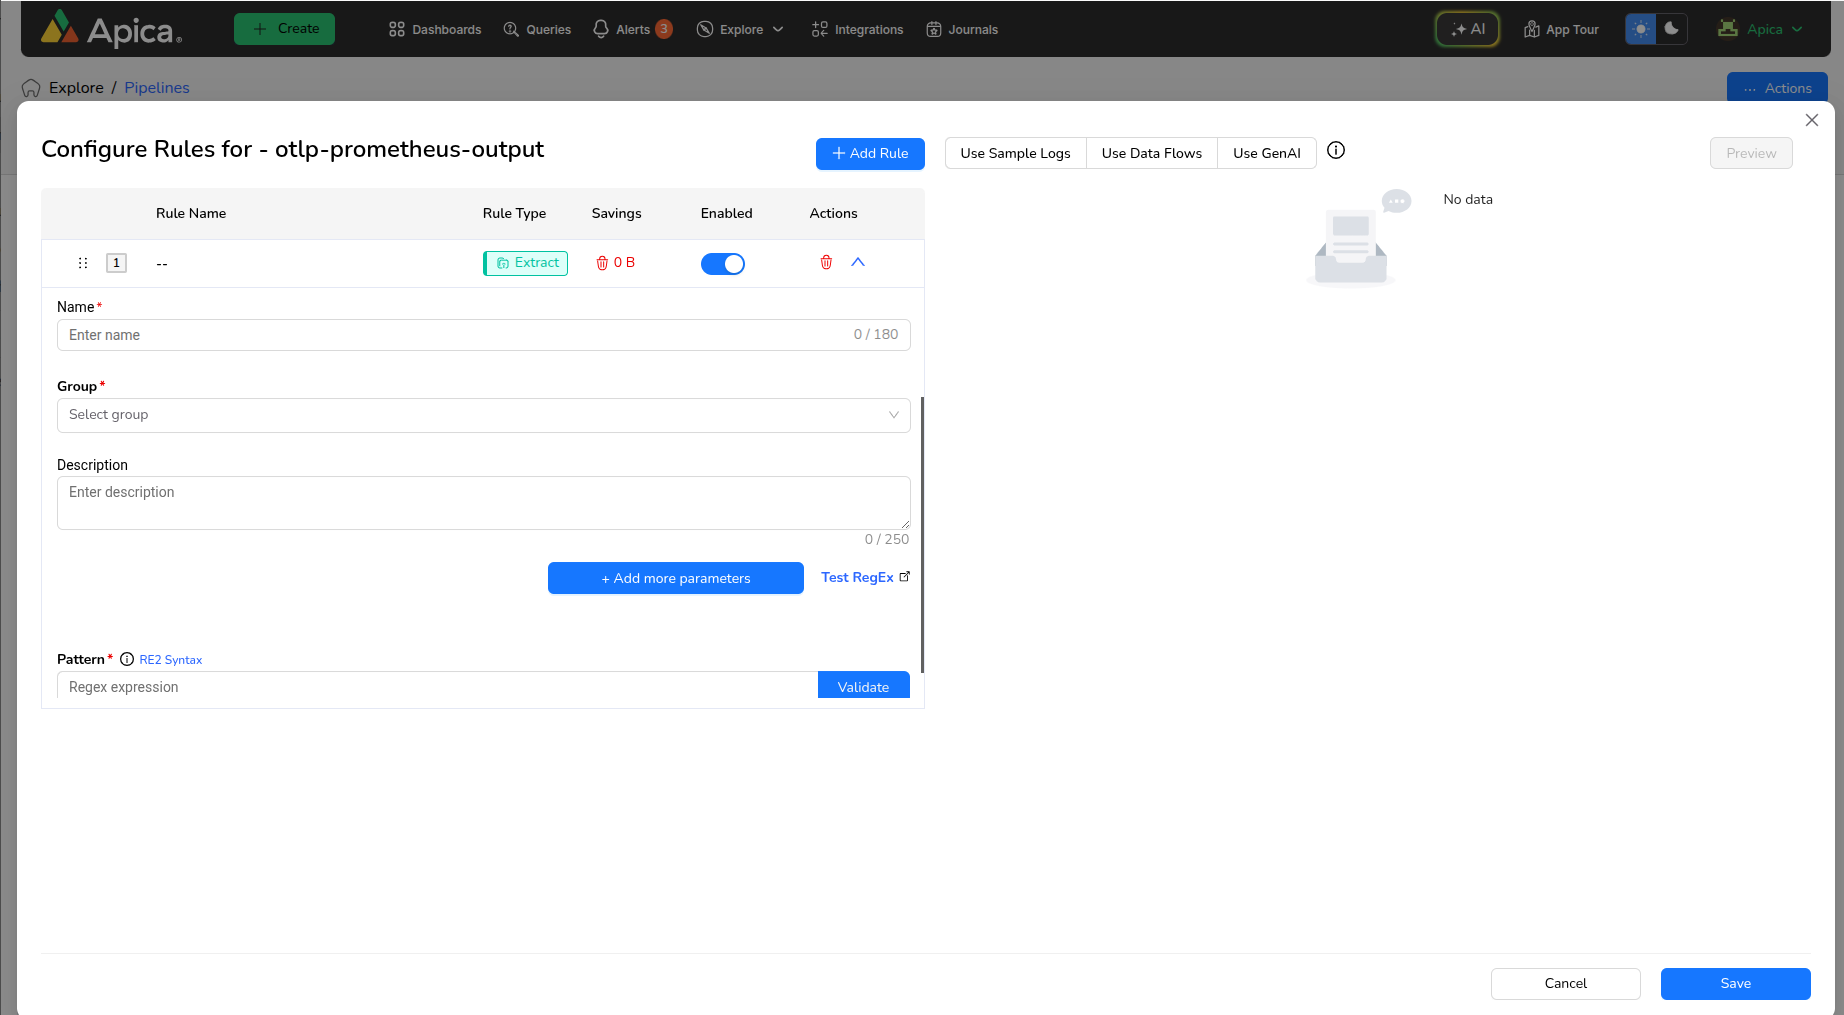 Apica
+ Create
Dashboards
Queries
Alerts 3
Explore
Integrations
Journals
AI
App Tour
Apica
Explore / Pipelines
... Actions
Configure Rules for - otlp-prometheus-output
+ Add Rule
Use Sample Logs
Use Data Flows
Use GenAI
Preview
Rule Name
Rule Type
Savings
Enabled
Actions
1
--
Extract
0 B
No data
Name*
Enter name
0 / 180
Group*
Select group
Description
Enter description
0 / 250
+ Add more parameters
Test RegEx
Pattern* RE2 Syntax
Regex expression
Validate
Cancel
Save